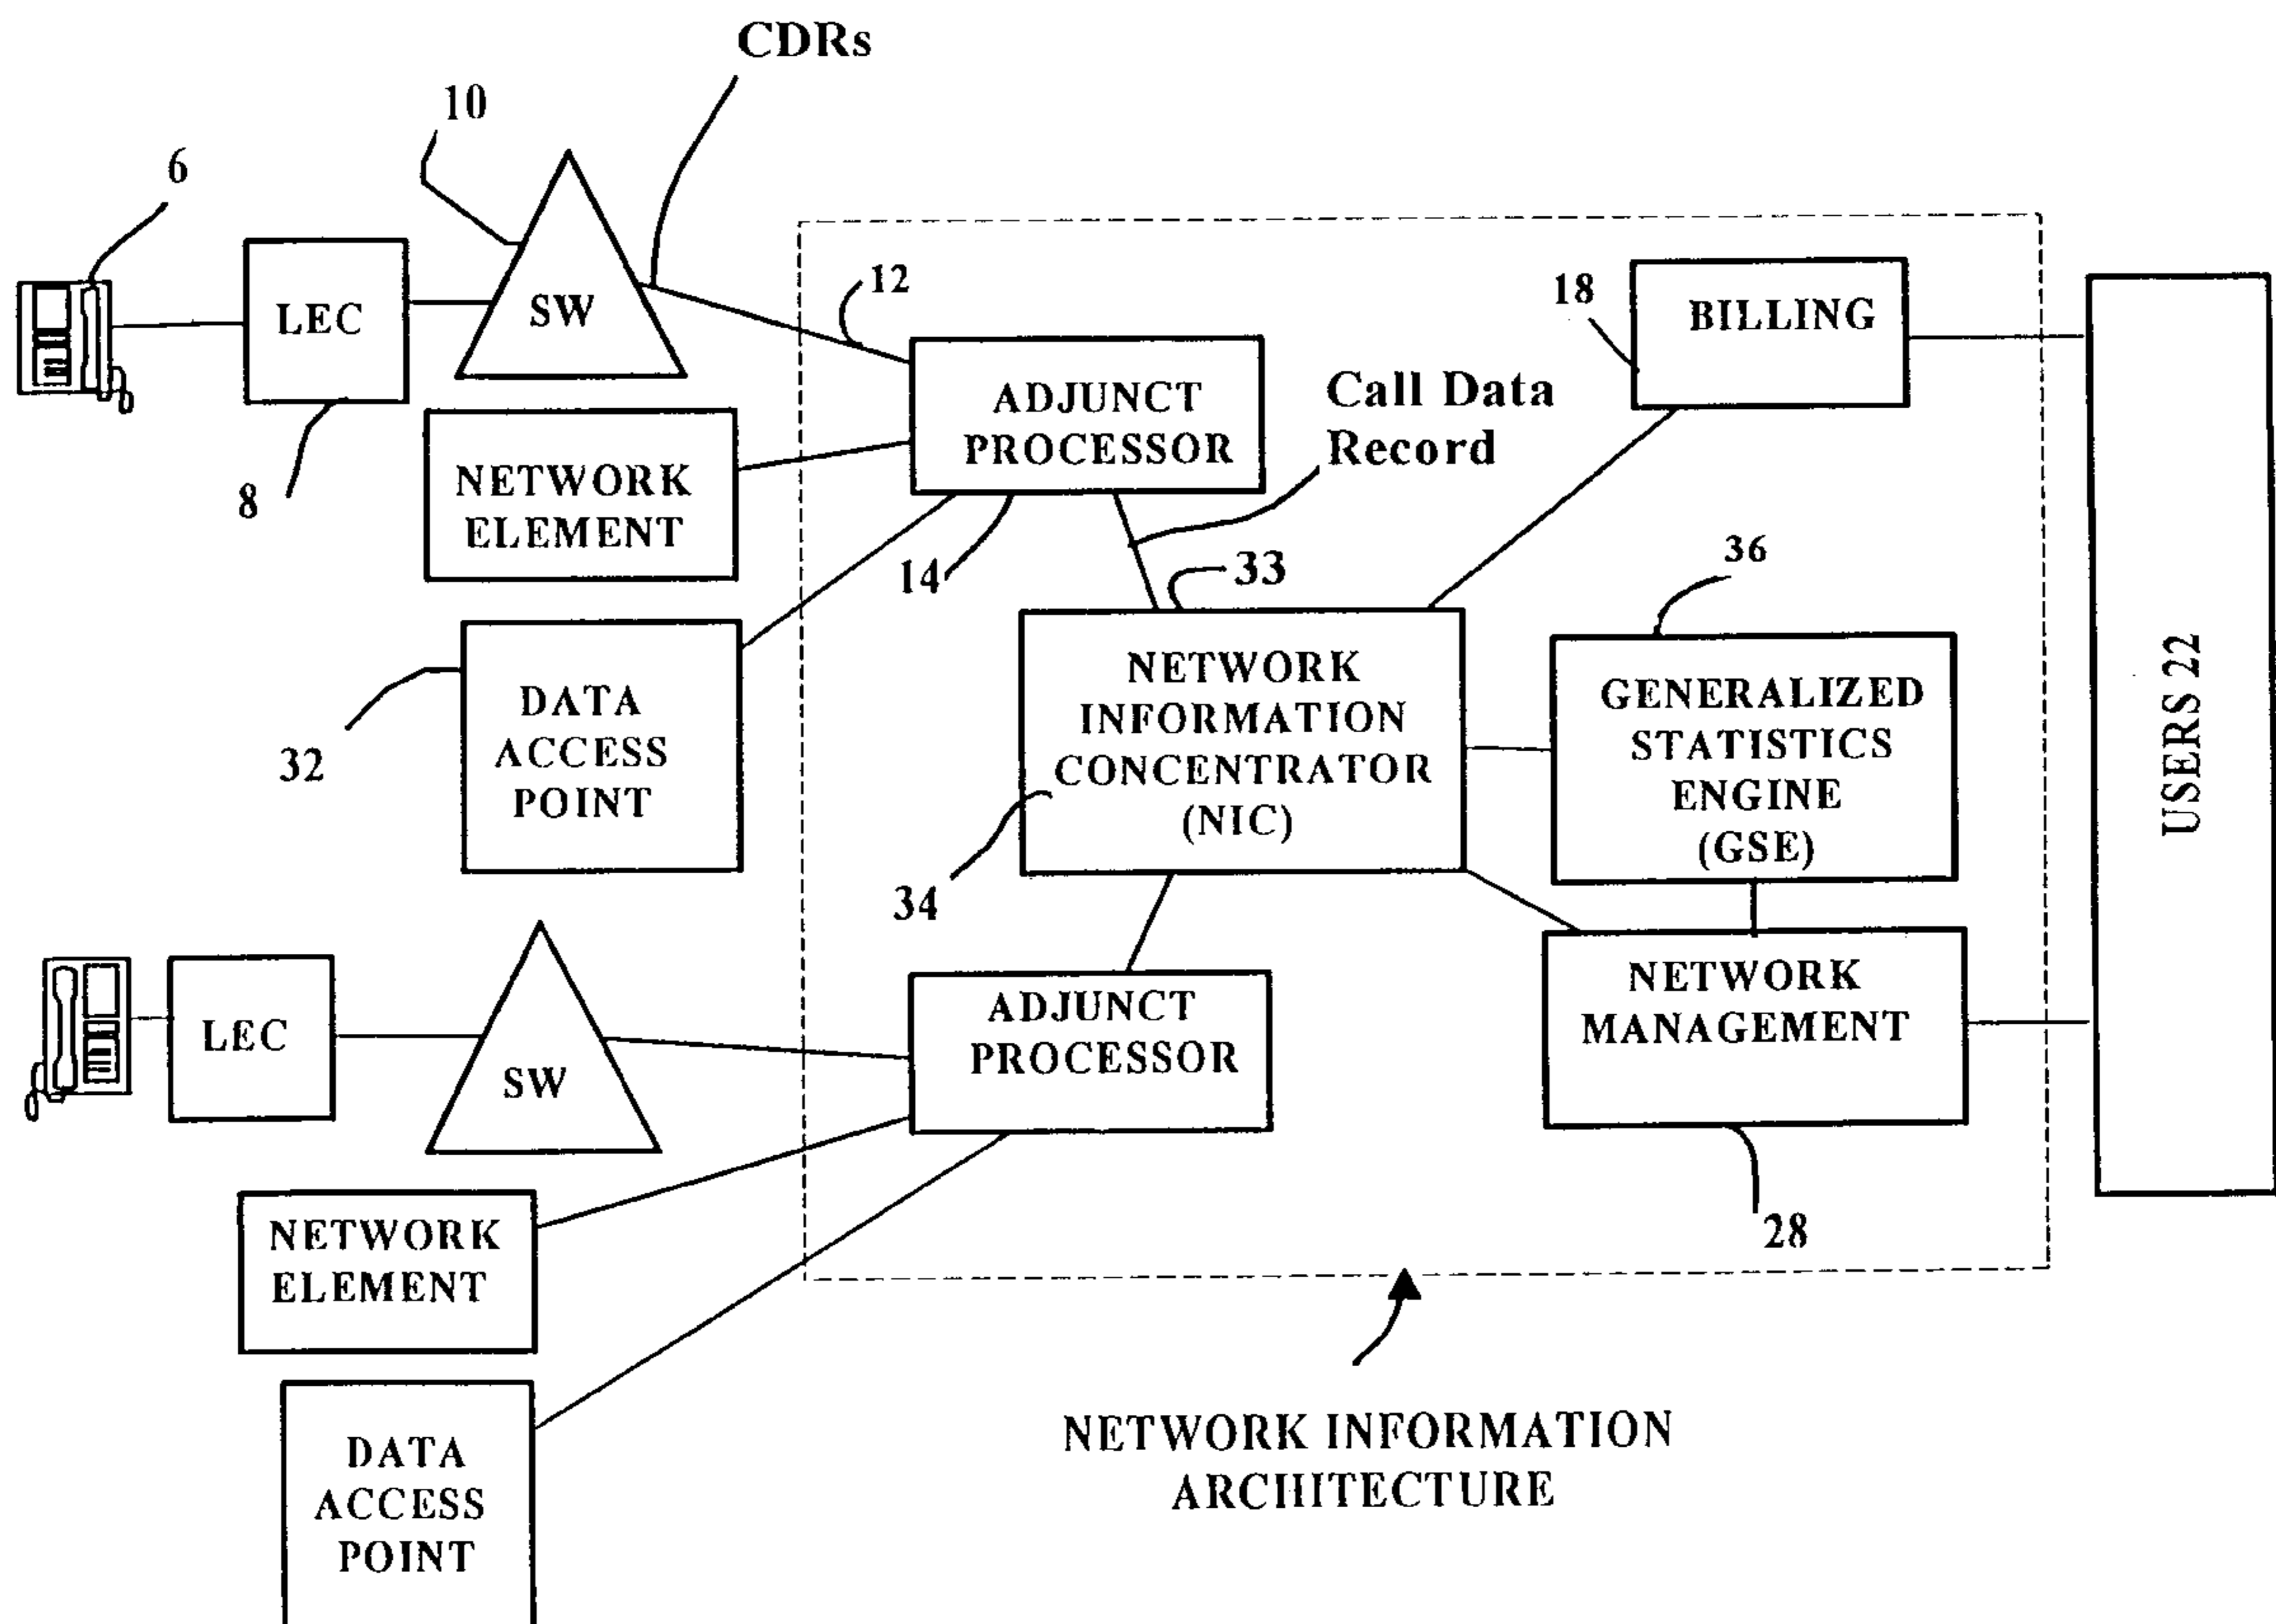 CDRs
10
6
12
LEC
SW
18
BILLING
ADJUNCT
PROCESSOR
Call Data
Record
8
NETWORK
ELEMENT
14
33
36
32
DATA
ACCESS
POINT
NETWORK
INFORMATION
CONCENTRATOR
(NIC)
34
GENERALIZED
STATISTICS
ENGINE
(GSE)
USERS 22
LEC
SW
ADJUNCT
PROCESSOR
NETWORK
MANAGEMENT
28
NETWORK
ELEMENT
DATA
ACCESS
POINT
NETWORK INFORMATION
ARCHITECTURE